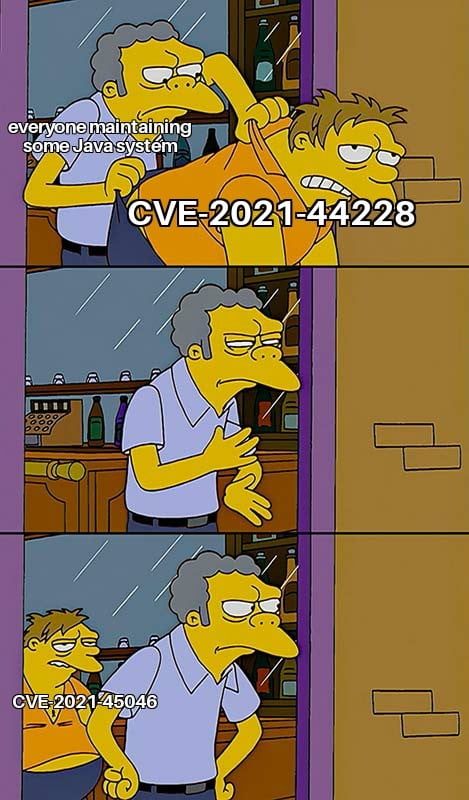 everyone maintaining
some Java system
CVE-2021-44228
CVE-2021-45046